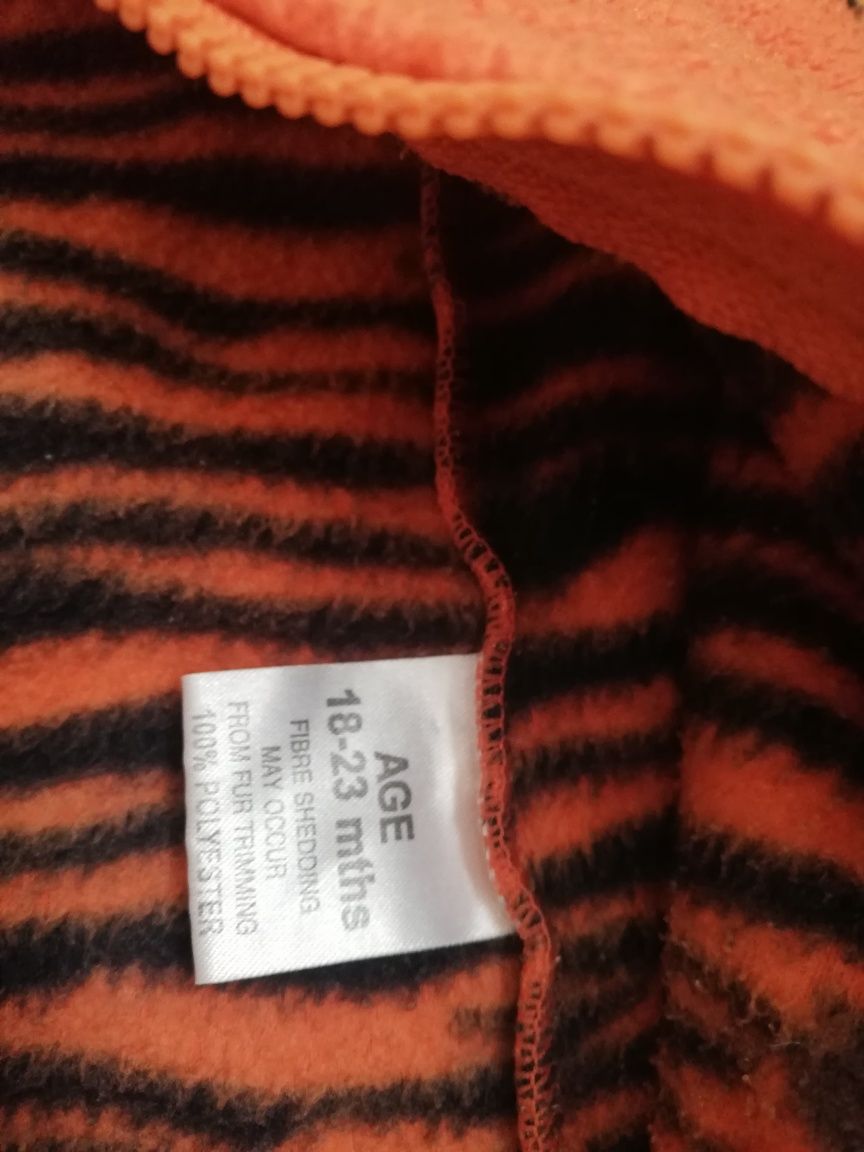 AGE
18-23 mths
FIBRE SHEDDING
MAY OCCUR
FROM FUR TRIMMING
100% POLYESTER